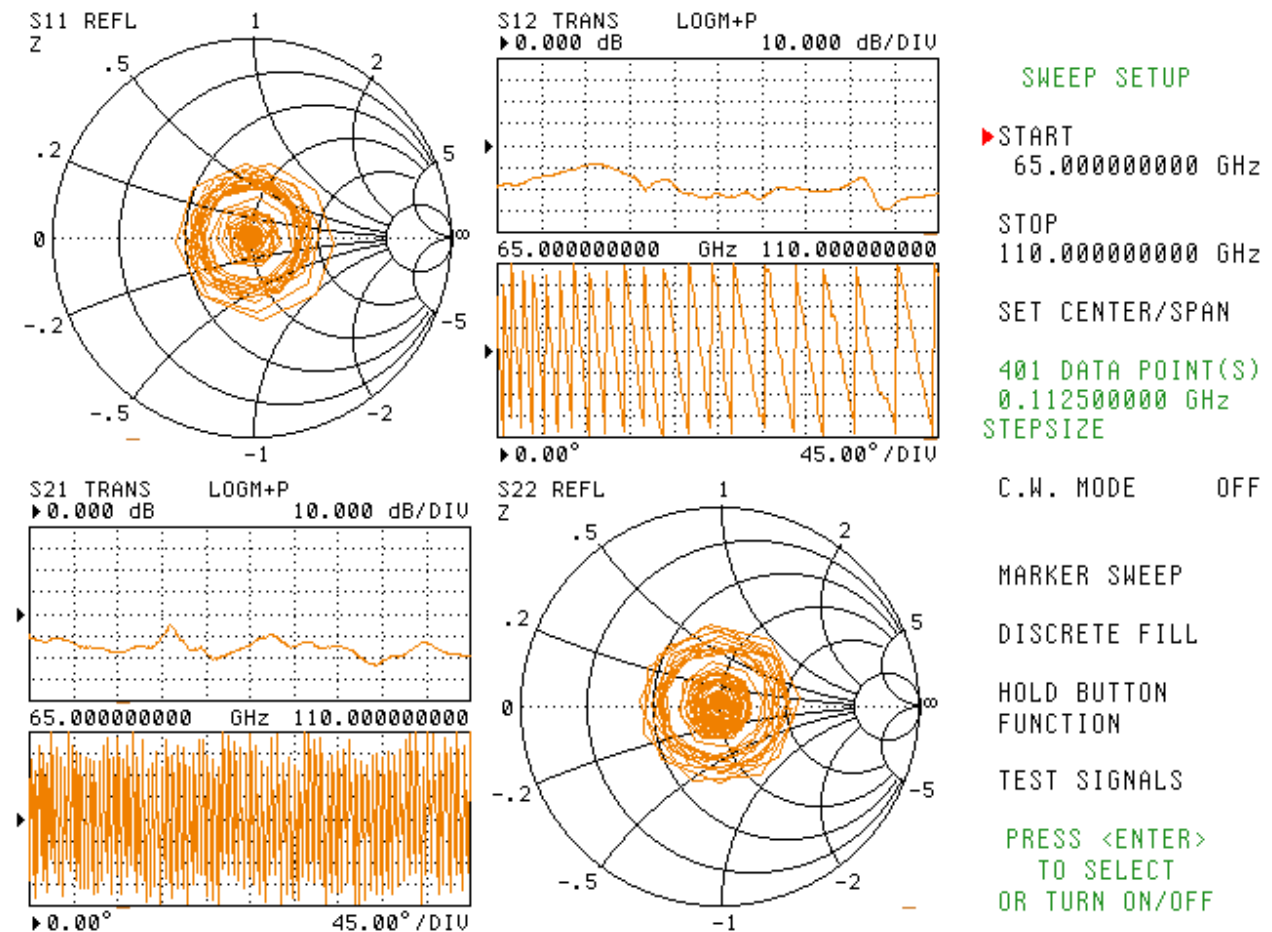 S11 REFL
Z
1
.5
2
.2
5
0
∞
-.2
-5
-.5
-2
-1
S12 TRANS LOGM+P
▶0.000 dB 10.000 dB/DIV
65.000000000 GHz 110.000000000
▶0.00° 45.00°/DIV
S21 TRANS LOGM+P
▶0.000 dB 10.000 dB/DIV
65.000000000 GHz 110.000000000
▶0.00° 45.00°/DIV
S22 REFL
Z
1
.5
2
.2
5
0
∞
-.2
-5
-.5
-2
-1
SWEEP SETUP
▶START
65.000000000 GHz
STOP
110.000000000 GHz
SET CENTER/SPAN
401 DATA POINT(S)
0.112500000 GHz
STEPSIZE
C.W. MODE OFF
MARKER SWEEP
DISCRETE FILL
HOLD BUTTON
FUNCTION
TEST SIGNALS
PRESS <ENTER>
TO SELECT
OR TURN ON/OFF